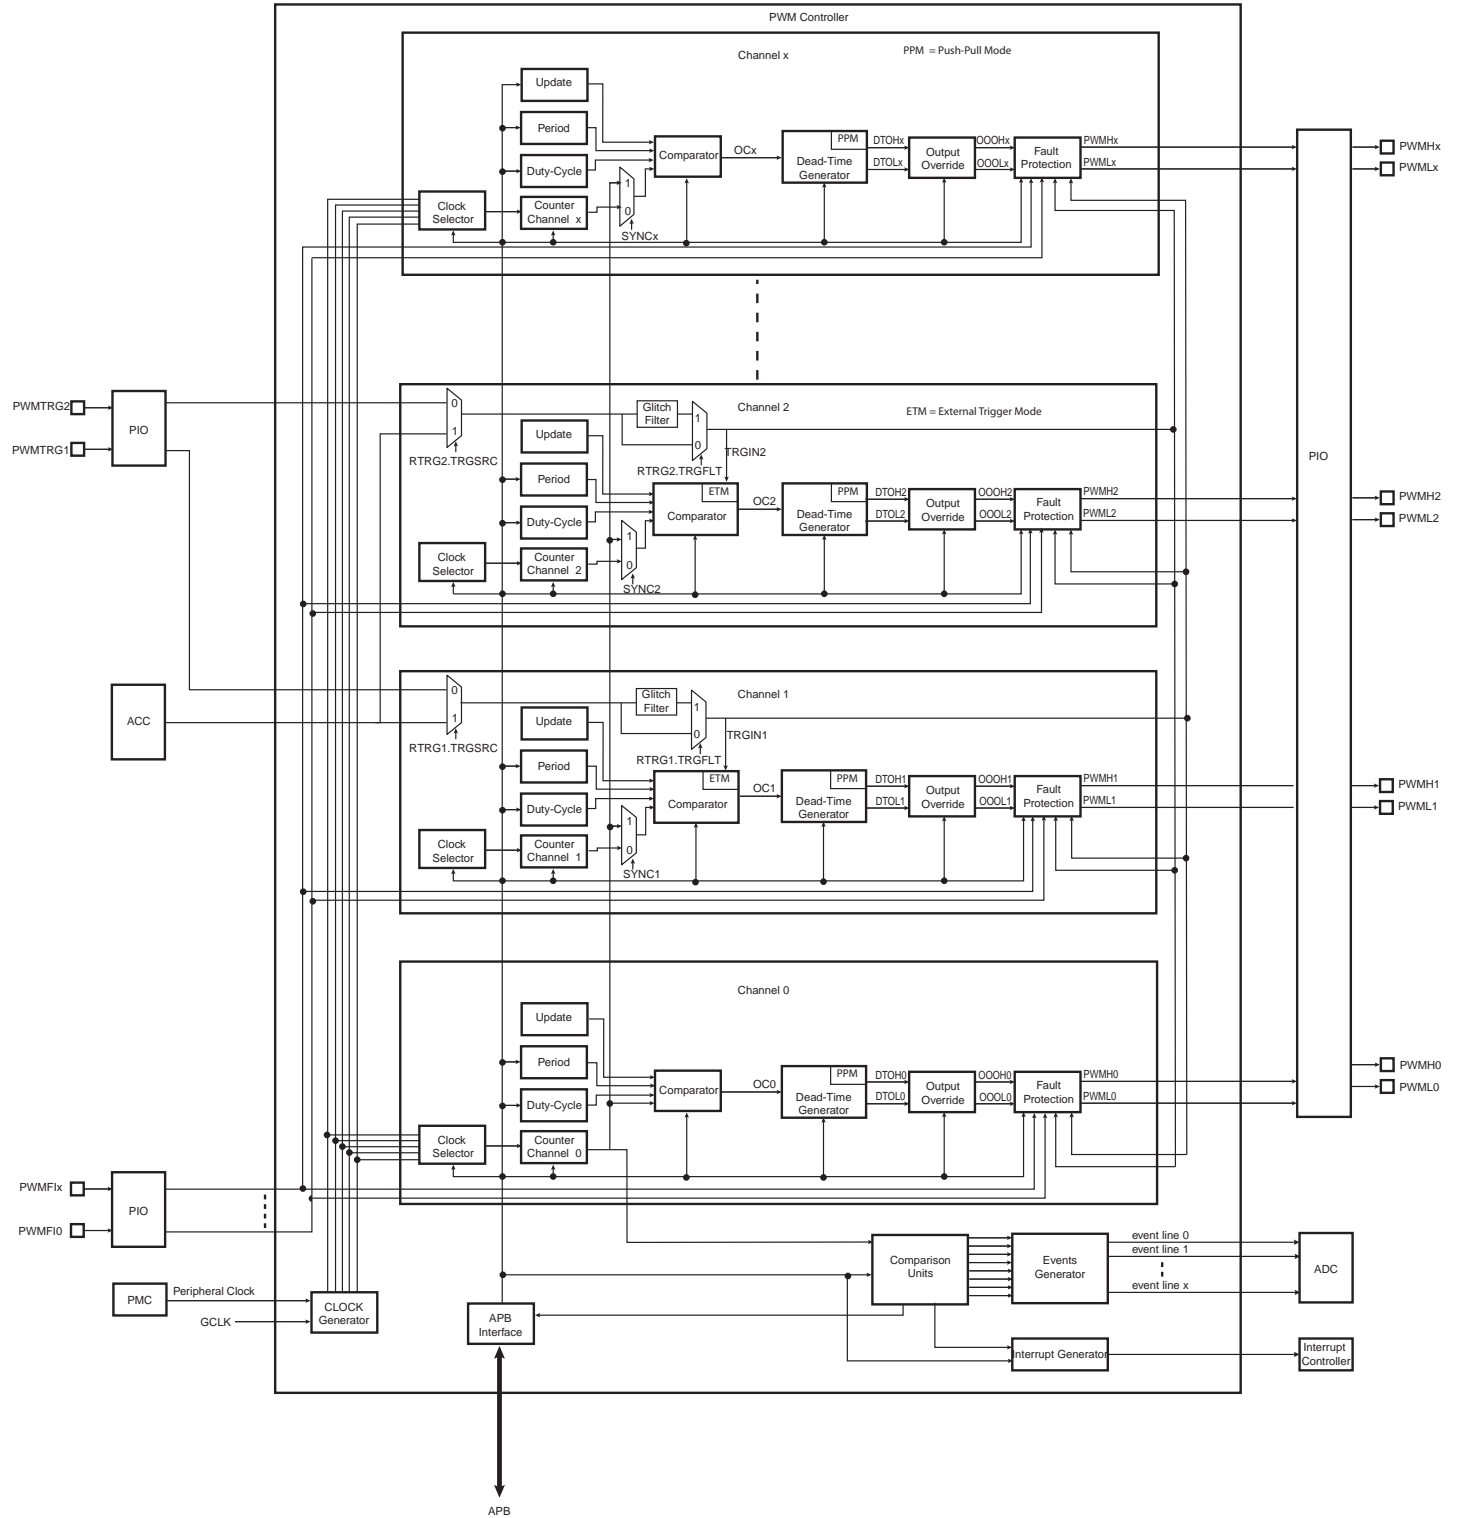 PWM Controller
Channel x
PPM = Push-Pull Mode
Update
Period
Duty-Cycle
Clock
Selector
Counter
Channel x
1
0
SYNCx
Comparator
OCx
PPM
Dead-Time
Generator
DTOHx
DTOLx
Output
Override
OOOHx
OOOLx
Fault
Protection
PWMHx
PWMLx
PIO
PWMHx
PWMLx
PWMTRG2
PWMTRG1
PIO
Channel 2
ETM = External Trigger Mode
0
1
RTRG2.TRGSRC
Glitch
Filter
1
0
RTRG2.TRGFLT
TRGIN2
Update
Period
Duty-Cycle
Clock
Selector
Counter
Channel 2
1
0
SYNC2
ETM
Comparator
OC2
PPM
Dead-Time
Generator
DTOH2
DTOL2
Output
Override
OOOH2
OOOL2
Fault
Protection
PWMH2
PWML2
PWMH2
PWML2
ACC
Channel 1
0
1
RTRG1.TRGSRC
Glitch
Filter
1
0
RTRG1.TRGFLT
TRGIN1
Update
Period
Duty-Cycle
Clock
Selector
Counter
Channel 1
1
0
SYNC1
ETM
Comparator
OC1
PPM
Dead-Time
Generator
DTOH1
DTOL1
Output
Override
OOOH1
OOOL1
Fault
Protection
PWMH1
PWML1
PWMH1
PWML1
Channel 0
Update
Period
Duty-Cycle
Clock
Selector
Counter
Channel 0
Comparator
OC0
PPM
Dead-Time
Generator
DTOH0
DTOL0
Output
Override
OOOH0
OOOL0
Fault
Protection
PWMH0
PWML0
PWMH0
PWML0
PWMFIx
PWMFI0
PIO
PMC
Peripheral Clock
GCLK
CLOCK
Generator
APB
Interface
Comparison
Units
Events
Generator
event line 0
event line 1
event line x
ADC
Interrupt Generator
Interrupt
Controller
APB